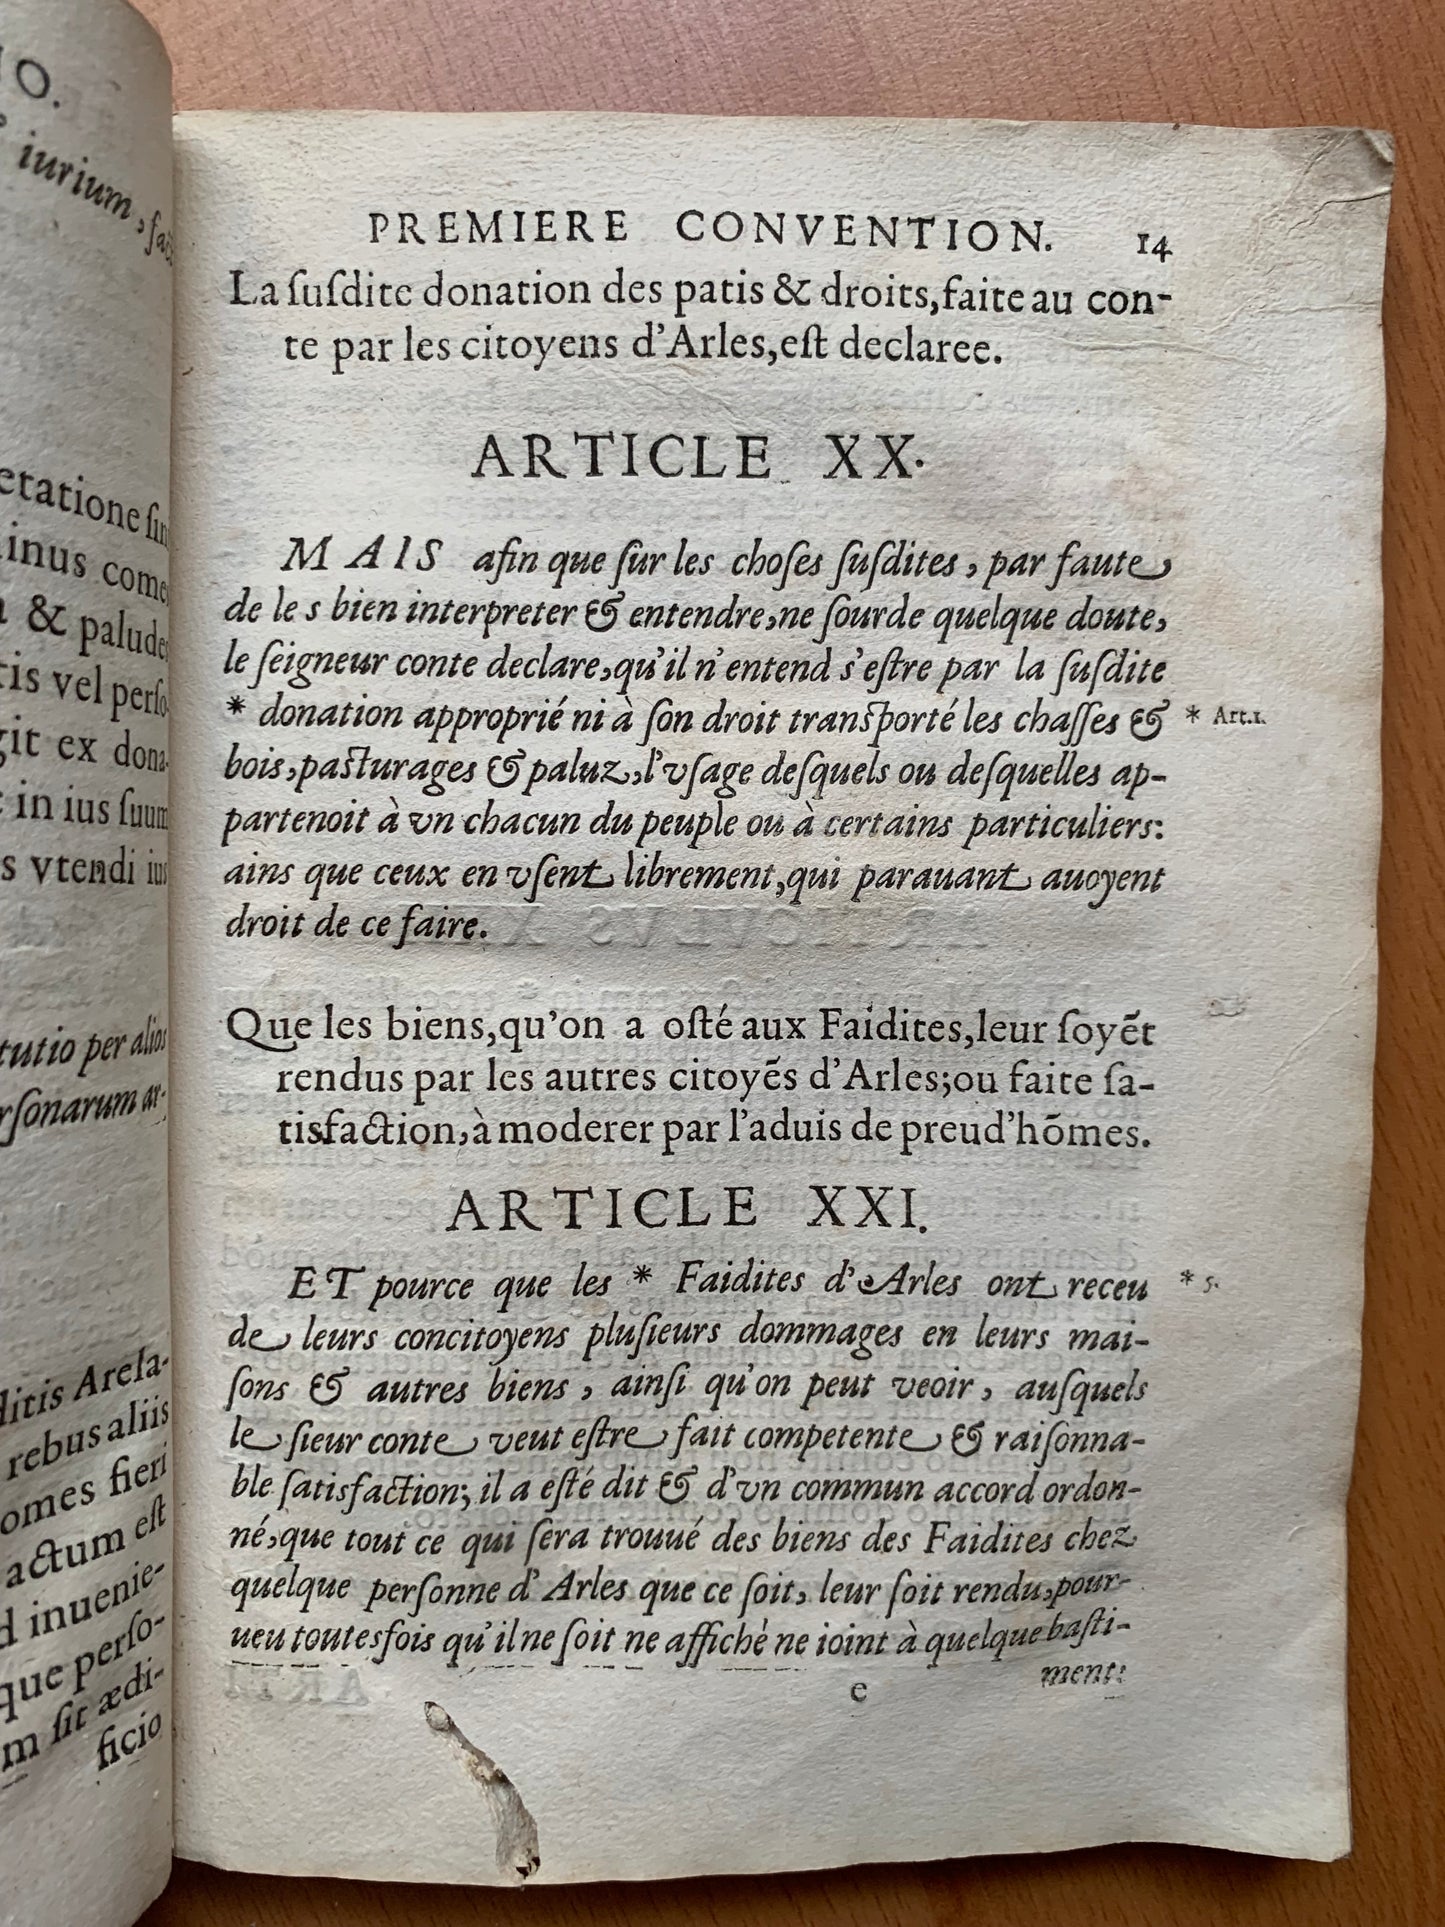 IO.
iurium, fac
etatione sin
inus come
& palude
tis vel perso-
git ex dona-
in ius suum
s vtendi ius
tutio per alios
rsonarum ar-
ditis Arela-
rebus aliis
omes fieri
actum est
d inuenie-
que perso-
m sit ædi-
ficio
PREMIERE CONVENTION. 14
La ſuſdite donation des patis & droits, faite au con-
te par les citoyens d'Arles, eſt declaree.
ARTICLE XX.
MAIS afin que ſur les choſes ſuſdites, par faute
de le s bien interpreter & entendre, ne ſourde quelque doute,
le ſeigneur conte declare, qu'il n'entend s'eſtre par la ſuſdite
* donation approprié ni à ſon droit tranſporté les chaſſes & * Art.1.
bois, paſturages & paluz, l'vſage deſquels ou deſquelles ap-
partenoit à vn chacun du peuple ou à certains particuliers:
ains que ceux en vſent librement, qui parauant auoyent
droit de ce faire.
Que les biens, qu'on a oſté aux Faidites, leur ſoyẽt
rendus par les autres citoyẽs d'Arles; ou faite ſa-
tisfaction, à moderer par l'aduis de preud'hõmes.
ARTICLE XXI.
ET pource que les * Faidites d'Arles ont receu * 5.
de leurs concitoyens pluſieurs dommages en leurs mai-
ſons & autres biens, ainſi qu'on peut veoir, auſquels
le ſieur conte veut eſtre fait competente & raiſonna-
ble ſatisfaction; il a eſté dit & d'vn commun accord ordon-
né, que tout ce qui ſera trouué des biens des Faidites chez
quelque perſonne d'Arles que ce ſoit, leur ſoit rendu, pour-
ueu toutesfois qu'il ne ſoit ne affiché ne ioint à quelque baſti-
e ment: